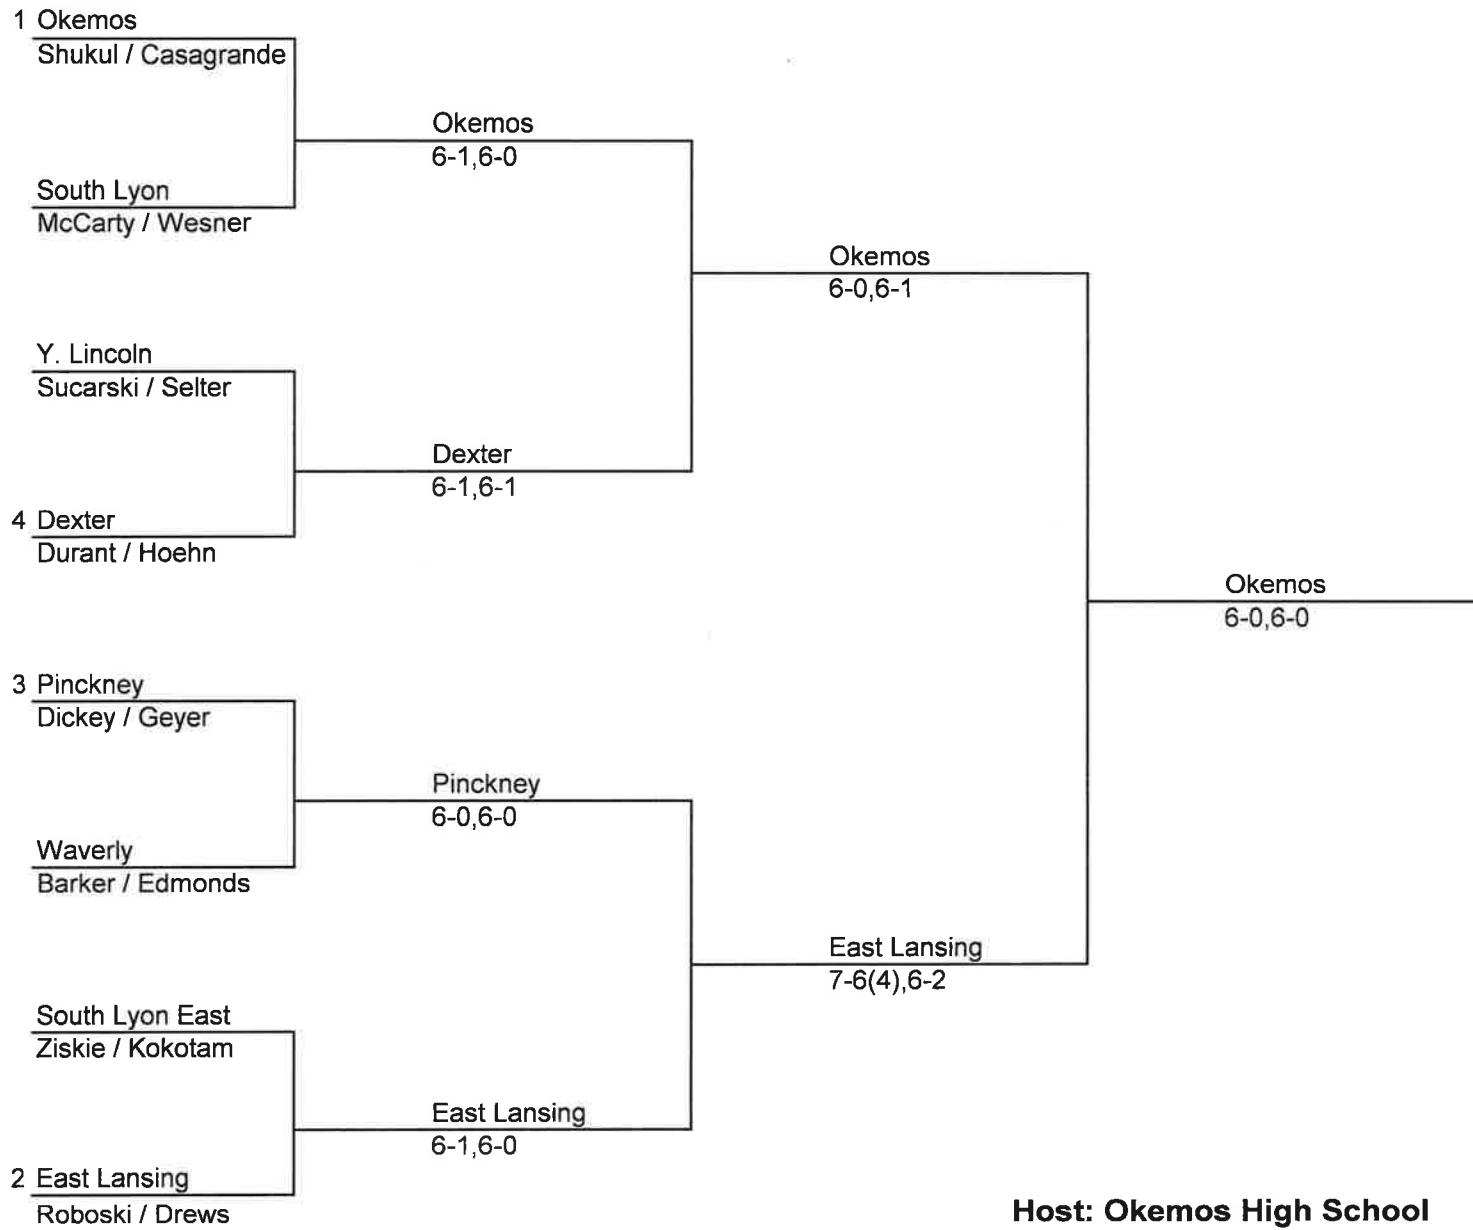 1 Okemos
Shukul / Casagrande
Okemos
6-1,6-0
South Lyon
McCarty / Wesner
Okemos
6-0,6-1
Y. Lincoln
Sucarski / Selter
Dexter
6-1,6-1
4 Dexter
Durant / Hoehn
Okemos
6-0,6-0
3 Pinckney
Dickey / Geyer
Pinckney
6-0,6-0
Waverly
Barker / Edmonds
East Lansing
7-6(4),6-2
South Lyon East
Ziskie / Kokotam
East Lansing
6-1,6-0
2 East Lansing
Roboski / Drews
Host: Okemos High School